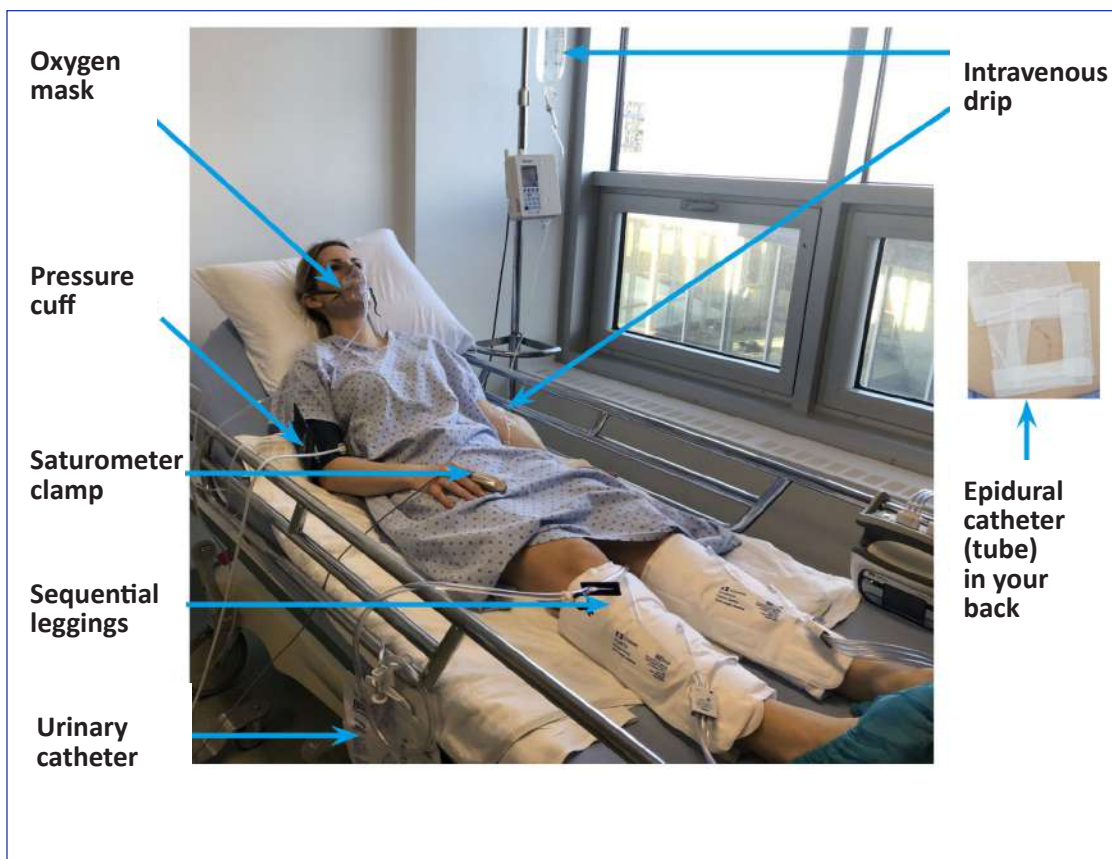 Oxygen
mask
Intravenous
drip
Pressure
cuff
Saturometer
clamp
Epidural
catheter
(tube)
in your
back
Sequential
leggings
Urinary
catheter